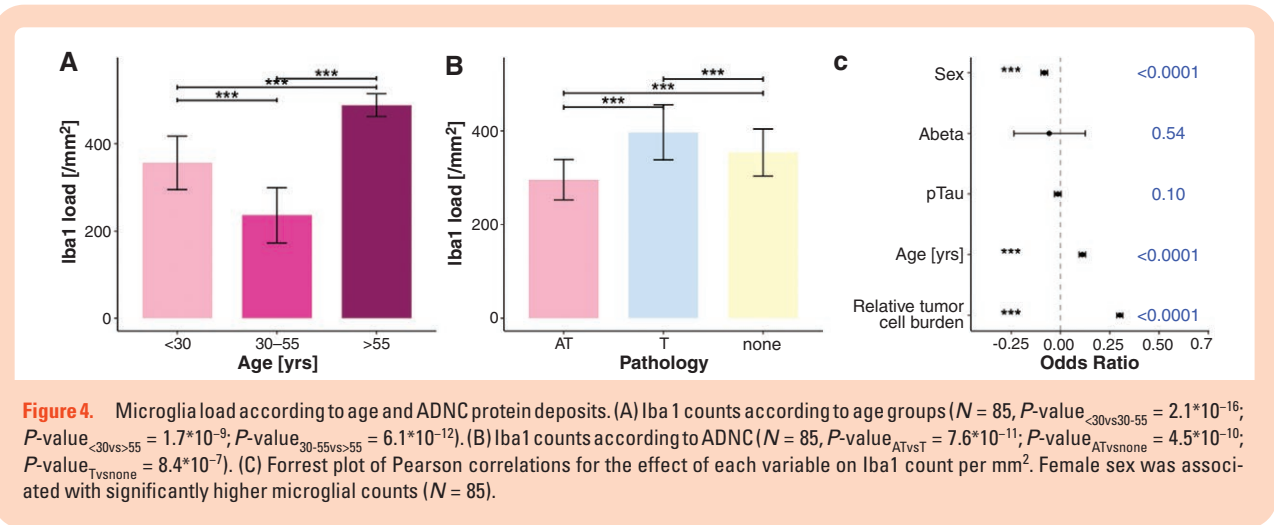 A
Iba1 load [/mm²]
400
200
0
***
***
***
<30
30–55
>55
Age [yrs]
B
Iba1 load [/mm²]
400
200
0
***
***
***
AT
T
none
Pathology
c
Sex
***
<0.0001
Abeta
0.54
pTau
0.10
Age [yrs]
***
<0.0001
Relative tumor
cell burden
***
<0.0001
-0.25
0.00
0.25
0.50
0.7
Odds Ratio
Figure 4. Microglia load according to age and ADNC protein deposits. (A) Iba 1 counts according to age groups (N = 85, P-value<30vs30-55 = 2.1*10−16;
P-value<30vs>55 = 1.7*10−9; P-value30-55vs>55 = 6.1*10−12). (B) Iba1 counts according to ADNC (N = 85, P-valueATvsT = 7.6*10−11; P-valueATvsnone = 4.5*10−10;
P-valueTvsnone = 8.4*10−7). (C) Forrest plot of Pearson correlations for the effect of each variable on Iba1 count per mm². Female sex was associ-
ated with significantly higher microglial counts (N = 85).